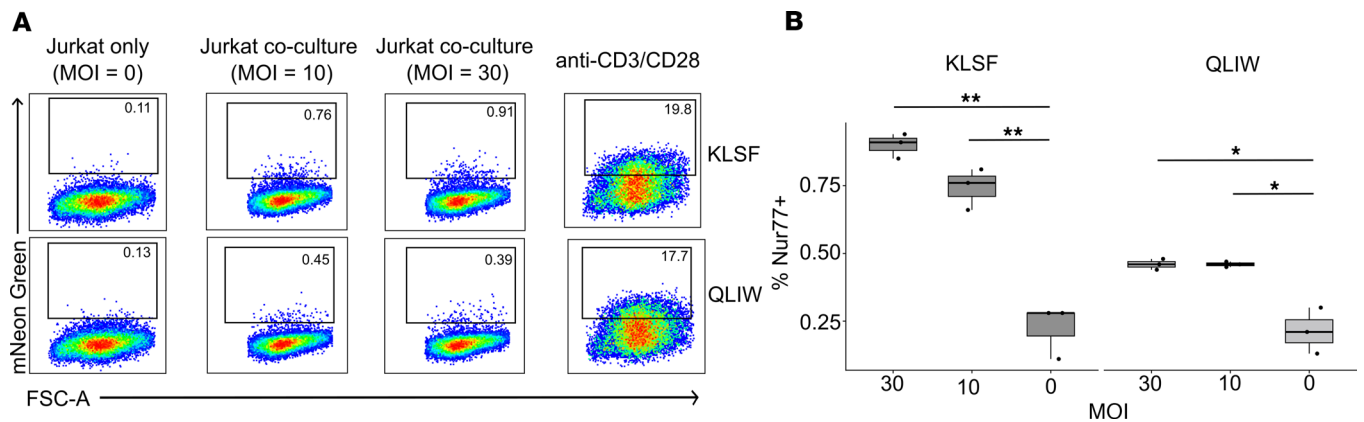 A
Jurkat only
(MOI = 0)
Jurkat co-culture
(MOI = 10)
Jurkat co-culture
(MOI = 30)
anti-CD3/CD28
0.11
0.76
0.91
19.8
KLSF
0.13
0.45
0.39
17.7
QLIW
mNeon Green
FSC-A
B
KLSF
QLIW
**
**
*
*
0.75
0.50
0.25
% Nur77+
30
10
0
30
10
0
MOI